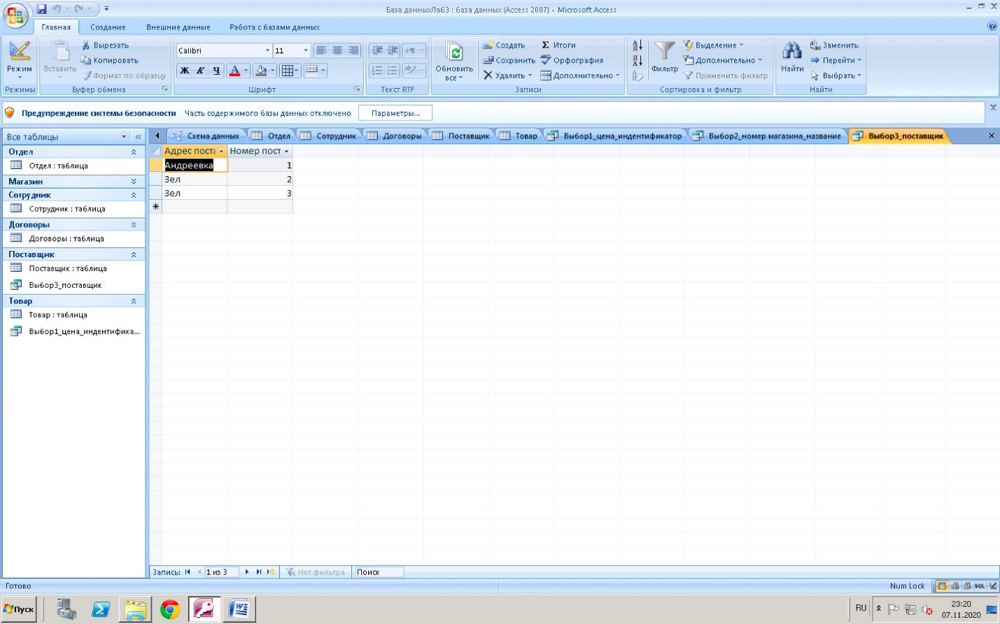 База данныхЛаб3 : база данных (Access 2007) - Microsoft Access
Главная Создание Внешние данные Работа с базами данных
Режим
Режимы
Вставить
Вырезать
Копировать
Формат по образцу
Буфер обмена
Calibri 11
Ж К Ч
Шрифт
Текст RTF
Обновить
все
Создать
Сохранить
Удалить
Итоги
Орфография
Дополнительно
Записи
Фильтр
Выделение
Дополнительно
Применить фильтр
Сортировка и фильтр
Найти
Заменить
Перейти
Выбрать
Найти
Предупреждение системы безопасности Часть содержимого базы данных отключено Параметры...
Все таблицы
Отдел
Отдел : таблица
Магазин
Сотрудник
Сотрудник : таблица
Договоры
Договоры : таблица
Поставщик
Поставщик : таблица
Выбор3_поставщик
Товар
Товар : таблица
Выбор1_цена_индентифика...
Схема данных Отдел Сотрудник Договоры Поставщик Товар Выбор1_цена_индентификатор Выбор2_номер магазина_название Выбор3_поставщик
Адрес поста Номер пост
Андреевка 1
Зел 2
Зел 3
Запись: 1 из 3 Нет фильтра Поиск
Готово
Num Lock
SQL
Пуск
RU
23:20
07.11.2020